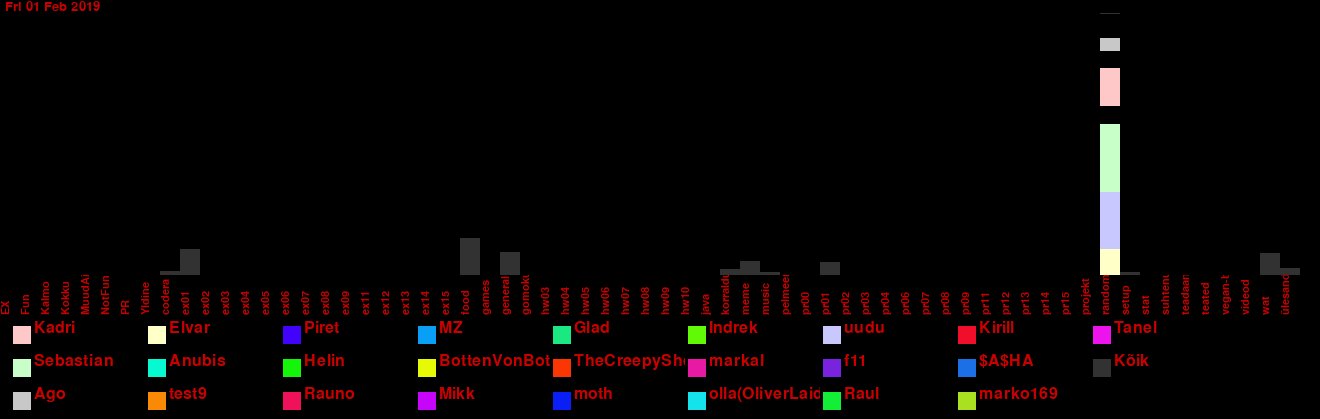 Fri 01 Feb 2019
EX Fun Kalmo Kokku MuudAi NotFun PR Yldine codera ex01 ex02 ex03 ex04 ex05 ex06 ex07 ex08 ex09 ex11 ex12 ex13 ex14 ex15 food games general gomoku hw03 hw04 hw05 hw06 hw07 hw08 hw09 hw10 java korraldu meme music pelmeen pr00 pr01 pr02 pr03 pr04 pr05 pr06 pr07 pr08 pr09 pr11 pr12 pr13 pr14 pr15 projekt random setup stat suhtenu teadaan teated vegan-t videod wat ülesand
Kadri Elvar Piret MZ Glad Indrek uudu Kirill Tanel
Sebastian Anubis Helin BottenVonBot TheCreepySh markal f11 $A$HA Kõik
Ago test9 Rauno Mikk moth olla(OliverLaid Raul marko169